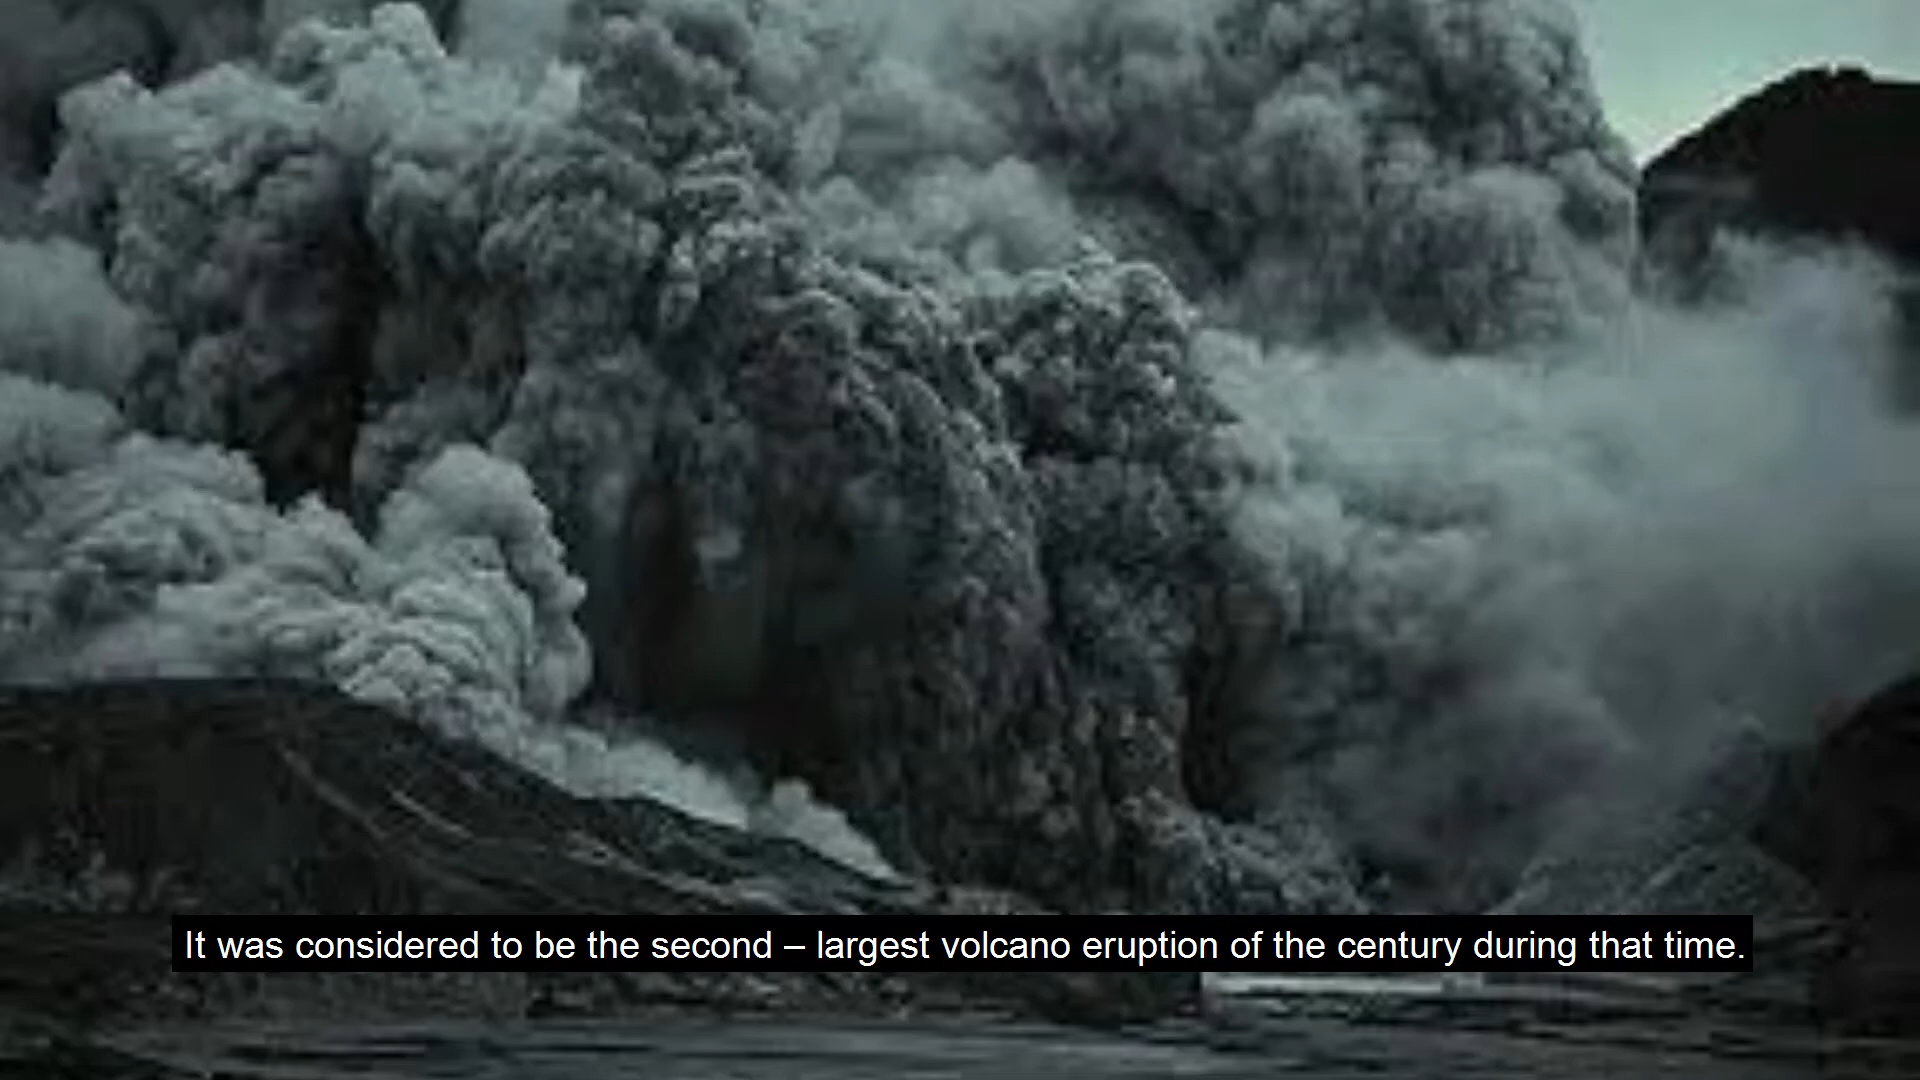 It was considered to be the second – largest volcano eruption of the century during that time.